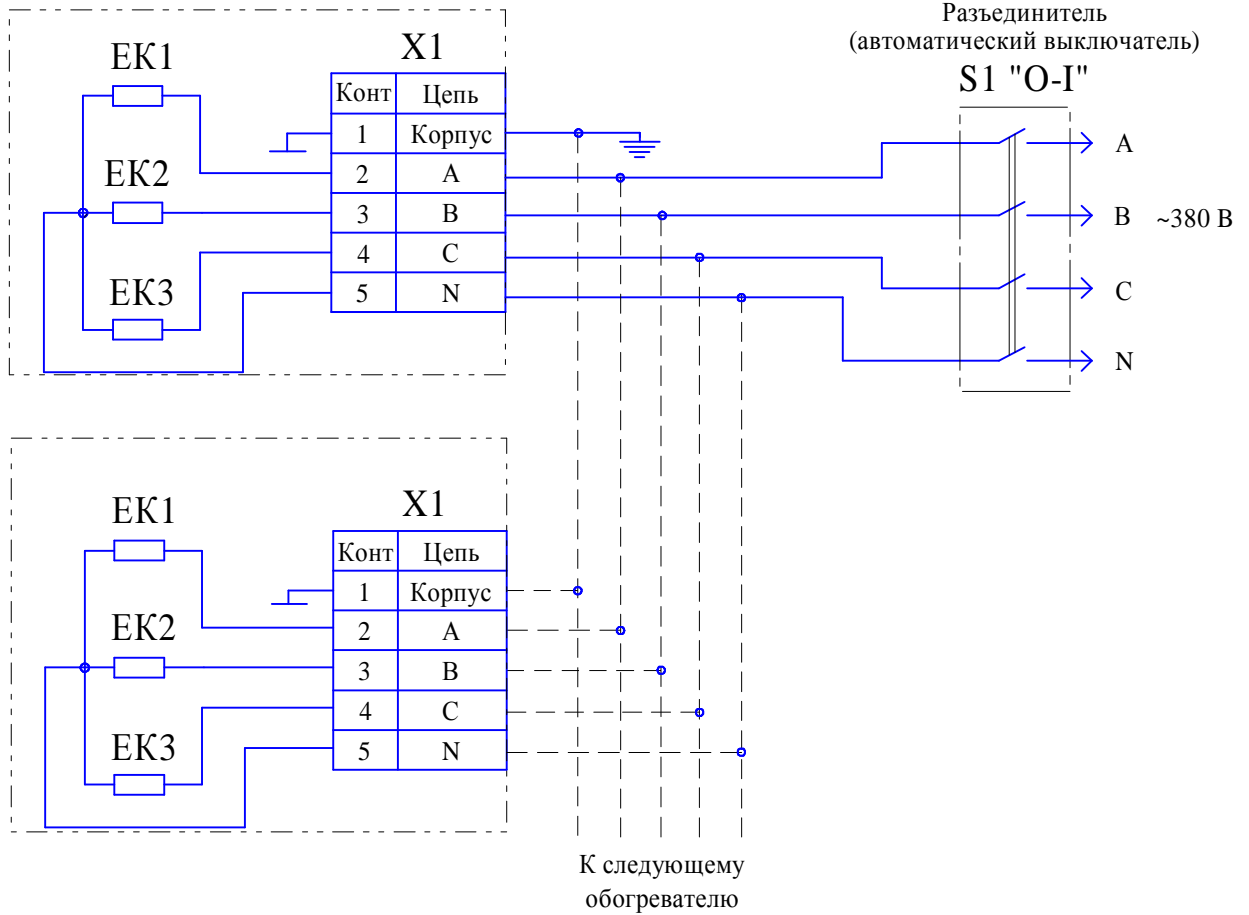 Разъединитель
(автоматический выключатель)
S1 "O-I"
ЕК1
ЕК2
ЕК3
X1
Конт Цепь
1 Корпус
2 A
3 B
4 C
5 N
A
B ~380 В
C
N
ЕК1
ЕК2
ЕК3
X1
Конт Цепь
1 Корпус
2 A
3 B
4 C
5 N
К следующему
обогревателю